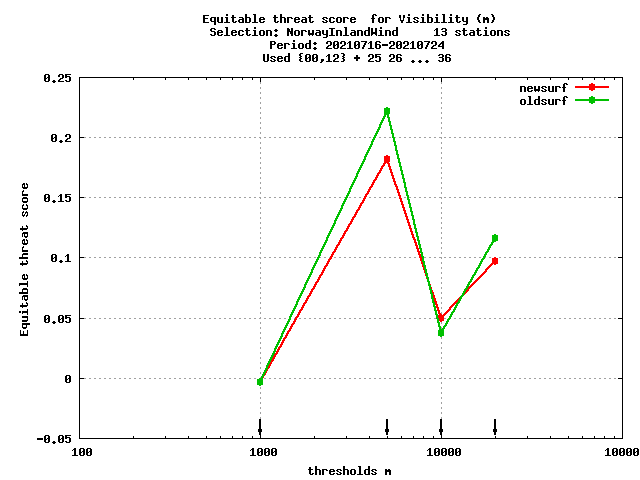 Equitable threat score  for Visibility (m)
Selection: NorwayInlandWind     13 stations
Period: 20210716-20210724
Used {00,12} + 25 26 ... 36
newsurf
oldsurf
Equitable threat score
0.25
0.2
0.15
0.1
0.05
0
-0.05
100
1000
10000
10000
thresholds m